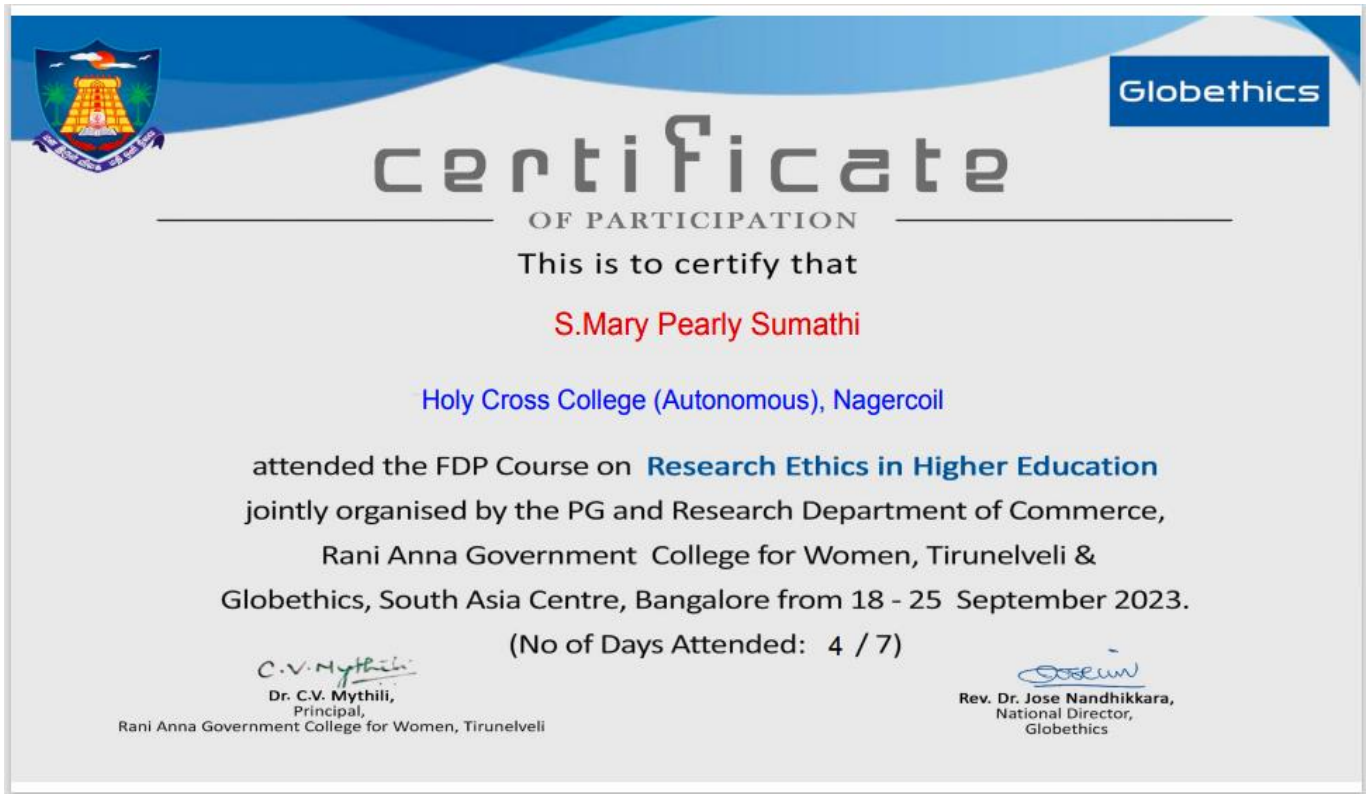 Globethics
certificate
OF PARTICIPATION
This is to certify that
S.Mary Pearly Sumathi
Holy Cross College (Autonomous), Nagercoil
attended the FDP Course on Research Ethics in Higher Education
jointly organised by the PG and Research Department of Commerce,
Rani Anna Government College for Women, Tirunelveli &
Globethics, South Asia Centre, Bangalore from 18 - 25 September 2023.
(No of Days Attended: 4 / 7)
C.V. Mythili
Dr. C.V. Mythili,
Principal,
Rani Anna Government College for Women, Tirunelveli
Rev. Dr. Jose Nandhikkara,
National Director,
Globethics